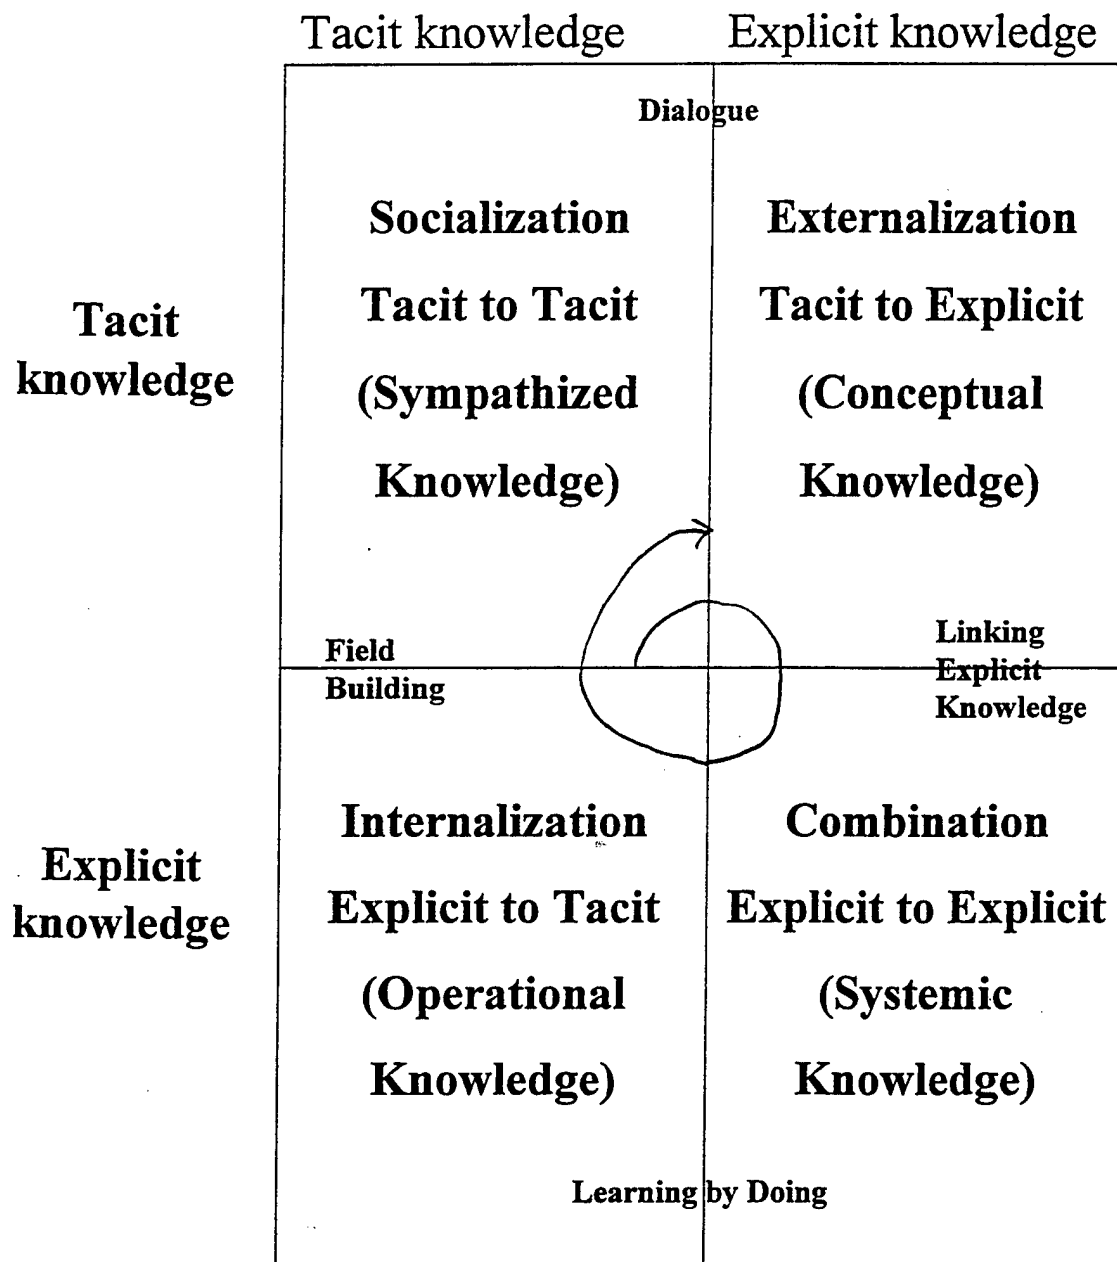 Tacit knowledge
Explicit knowledge
Dialogue
Tacit
knowledge
Socialization
Tacit to Tacit
(Sympathized
Knowledge)
Externalization
Tacit to Explicit
(Conceptual
Knowledge)
Field
Building
Linking
Explicit
Knowledge
Explicit
knowledge
Internalization
Explicit to Tacit
(Operational
Knowledge)
Combination
Explicit to Explicit
(Systemic
Knowledge)
Learning by Doing